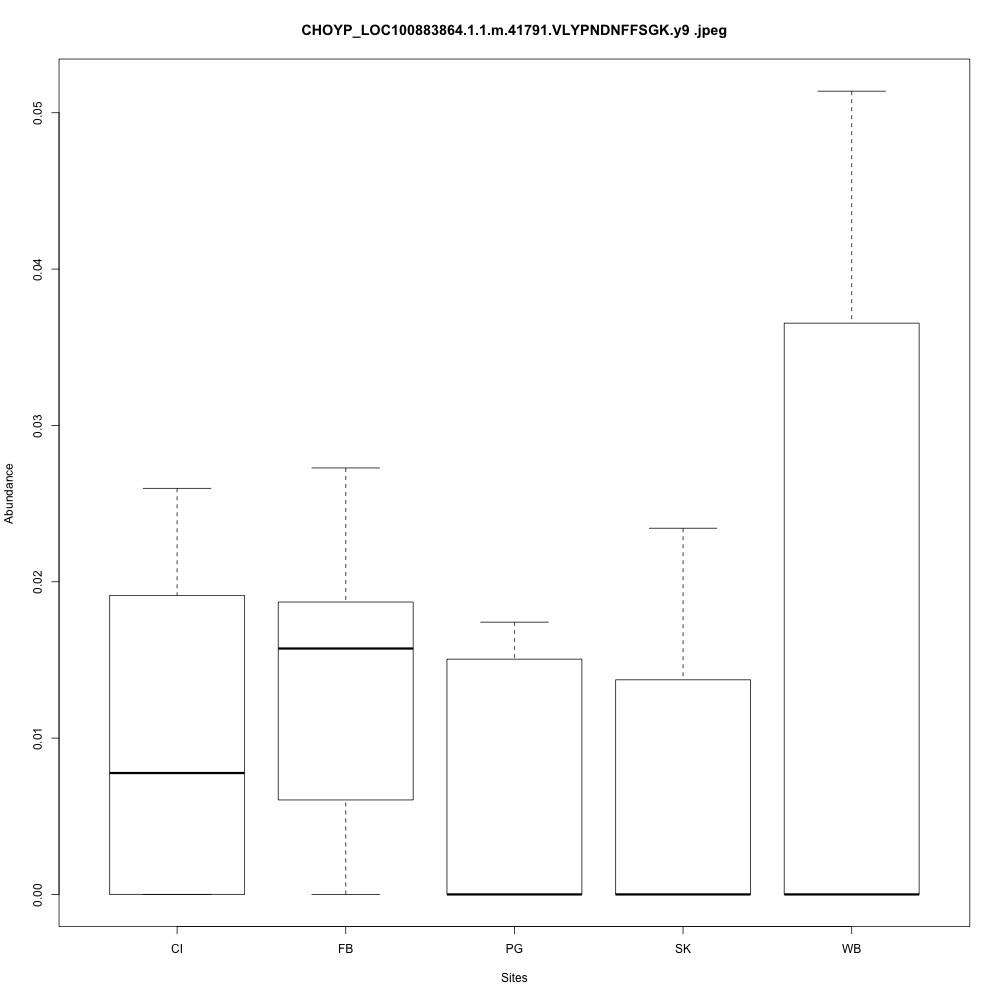 CHOYP_LOC100883864.1.1.m.41791.VLYPNDNFFSGK.y9 .jpeg
Abundance
0.05
0.04
0.03
0.02
0.01
0.00
CI FB PG SK WB
Sites